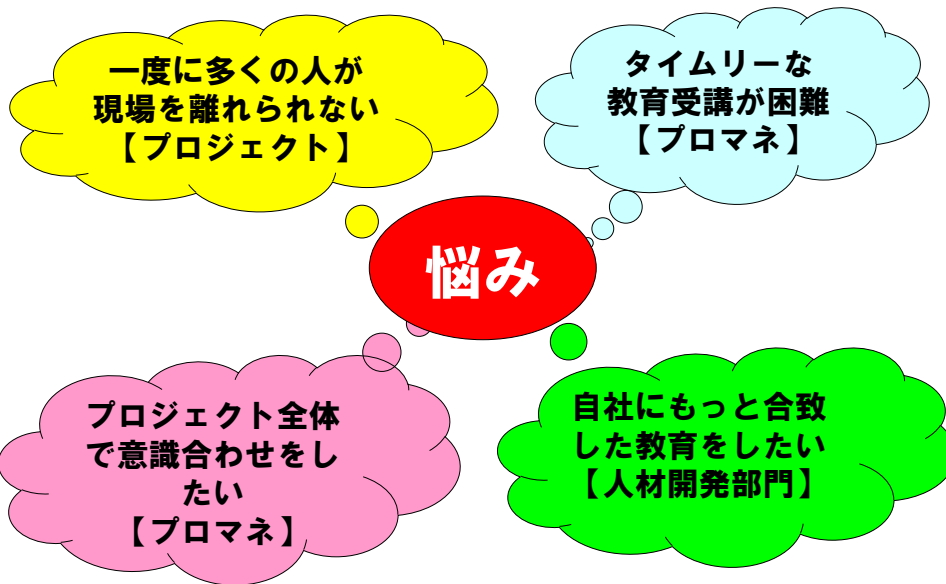 一度に多くの人が
現場を離れられない
【プロジェクト】
タイムリーな
教育受講が困難
【プロマネ】
悩み
プロジェクト全体
で意識合わせをし
たい
【プロマネ】
自社にもっと合致
した教育をしたい
【人材開発部門】